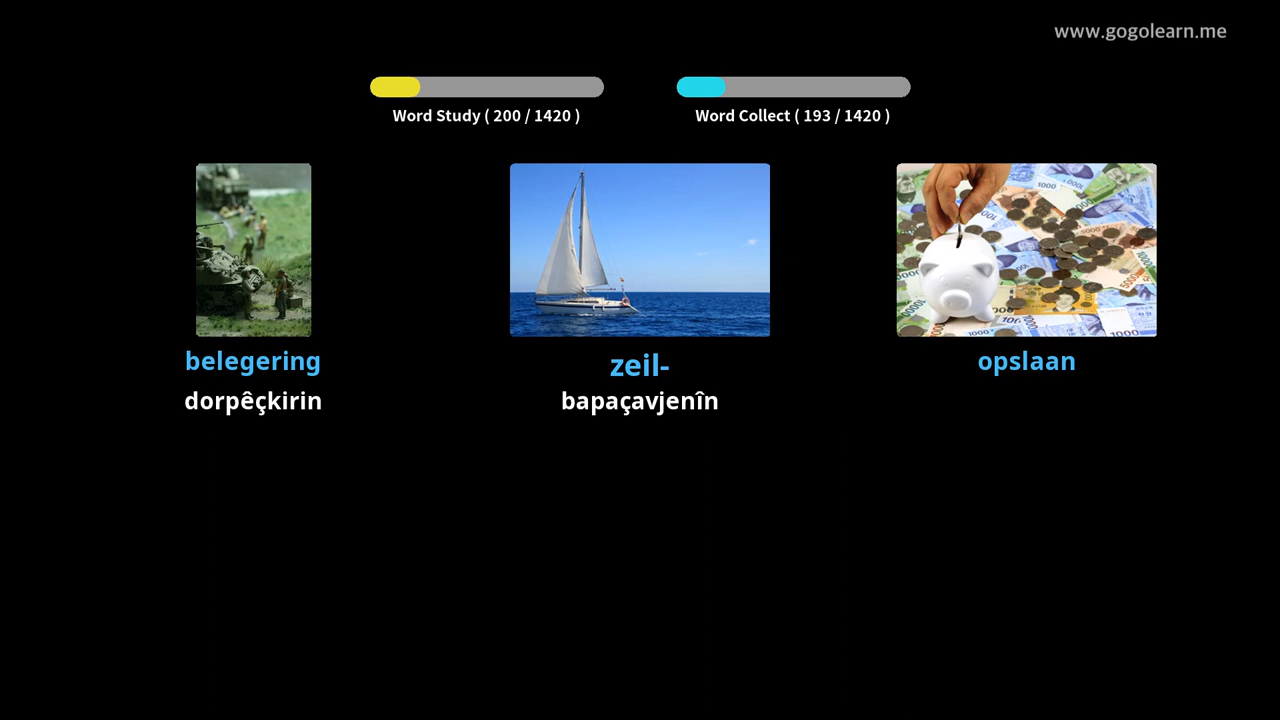 www.gogolearn.me
Word Study ( 200 / 1420 )
Word Collect ( 193 / 1420 )
belegering
dorpêçkirin
zeil-
bapaçavjenîn
opslaan